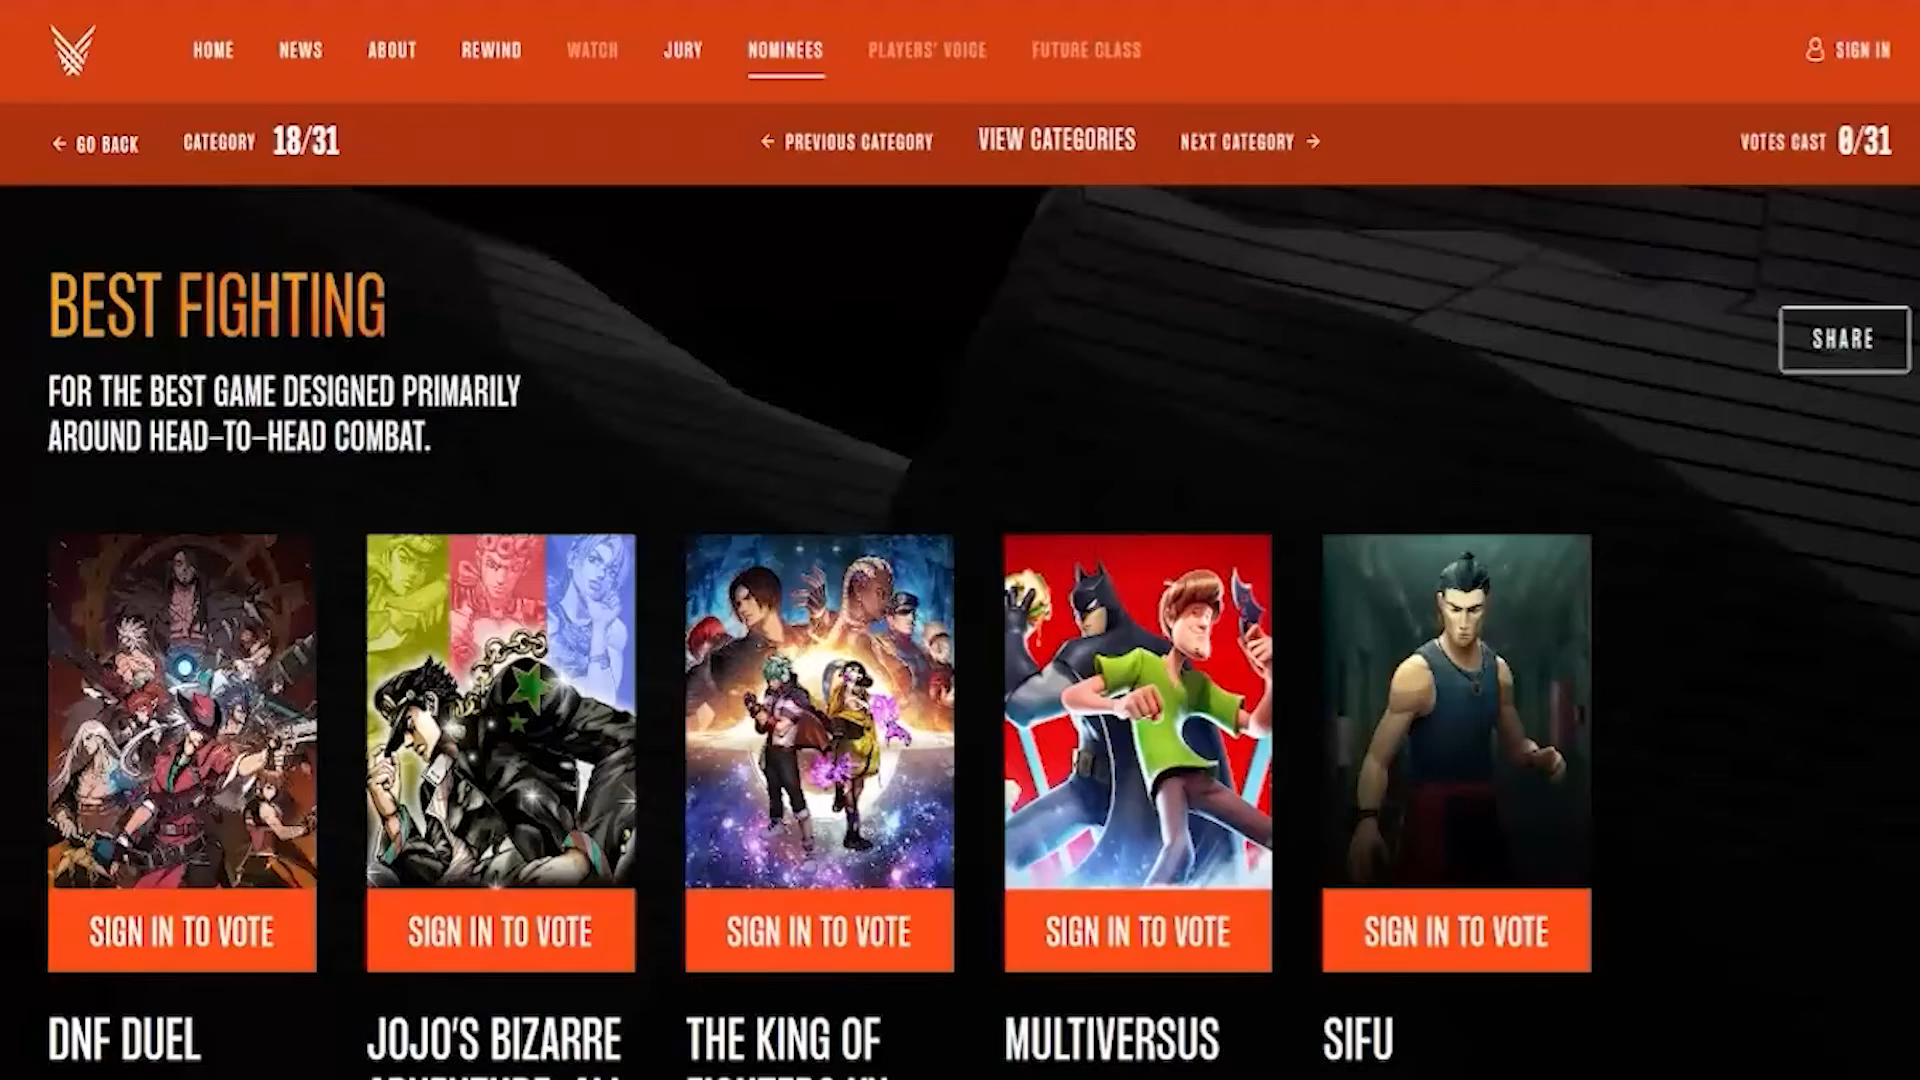 HOME NEWS ABOUT REWIND WATCH JURY NOMINEES PLAYERS' VOICE FUTURE CLASS SIGN IN
← GO BACK CATEGORY 18/31 ← PREVIOUS CATEGORY VIEW CATEGORIES NEXT CATEGORY → VOTES CAST 0/31
BEST FIGHTING
SHARE
FOR THE BEST GAME DESIGNED PRIMARILY
AROUND HEAD-TO-HEAD COMBAT.
SIGN IN TO VOTE SIGN IN TO VOTE SIGN IN TO VOTE SIGN IN TO VOTE SIGN IN TO VOTE
DNF DUEL JOJO'S BIZARRE THE KING OF MULTIVERSUS SIFU